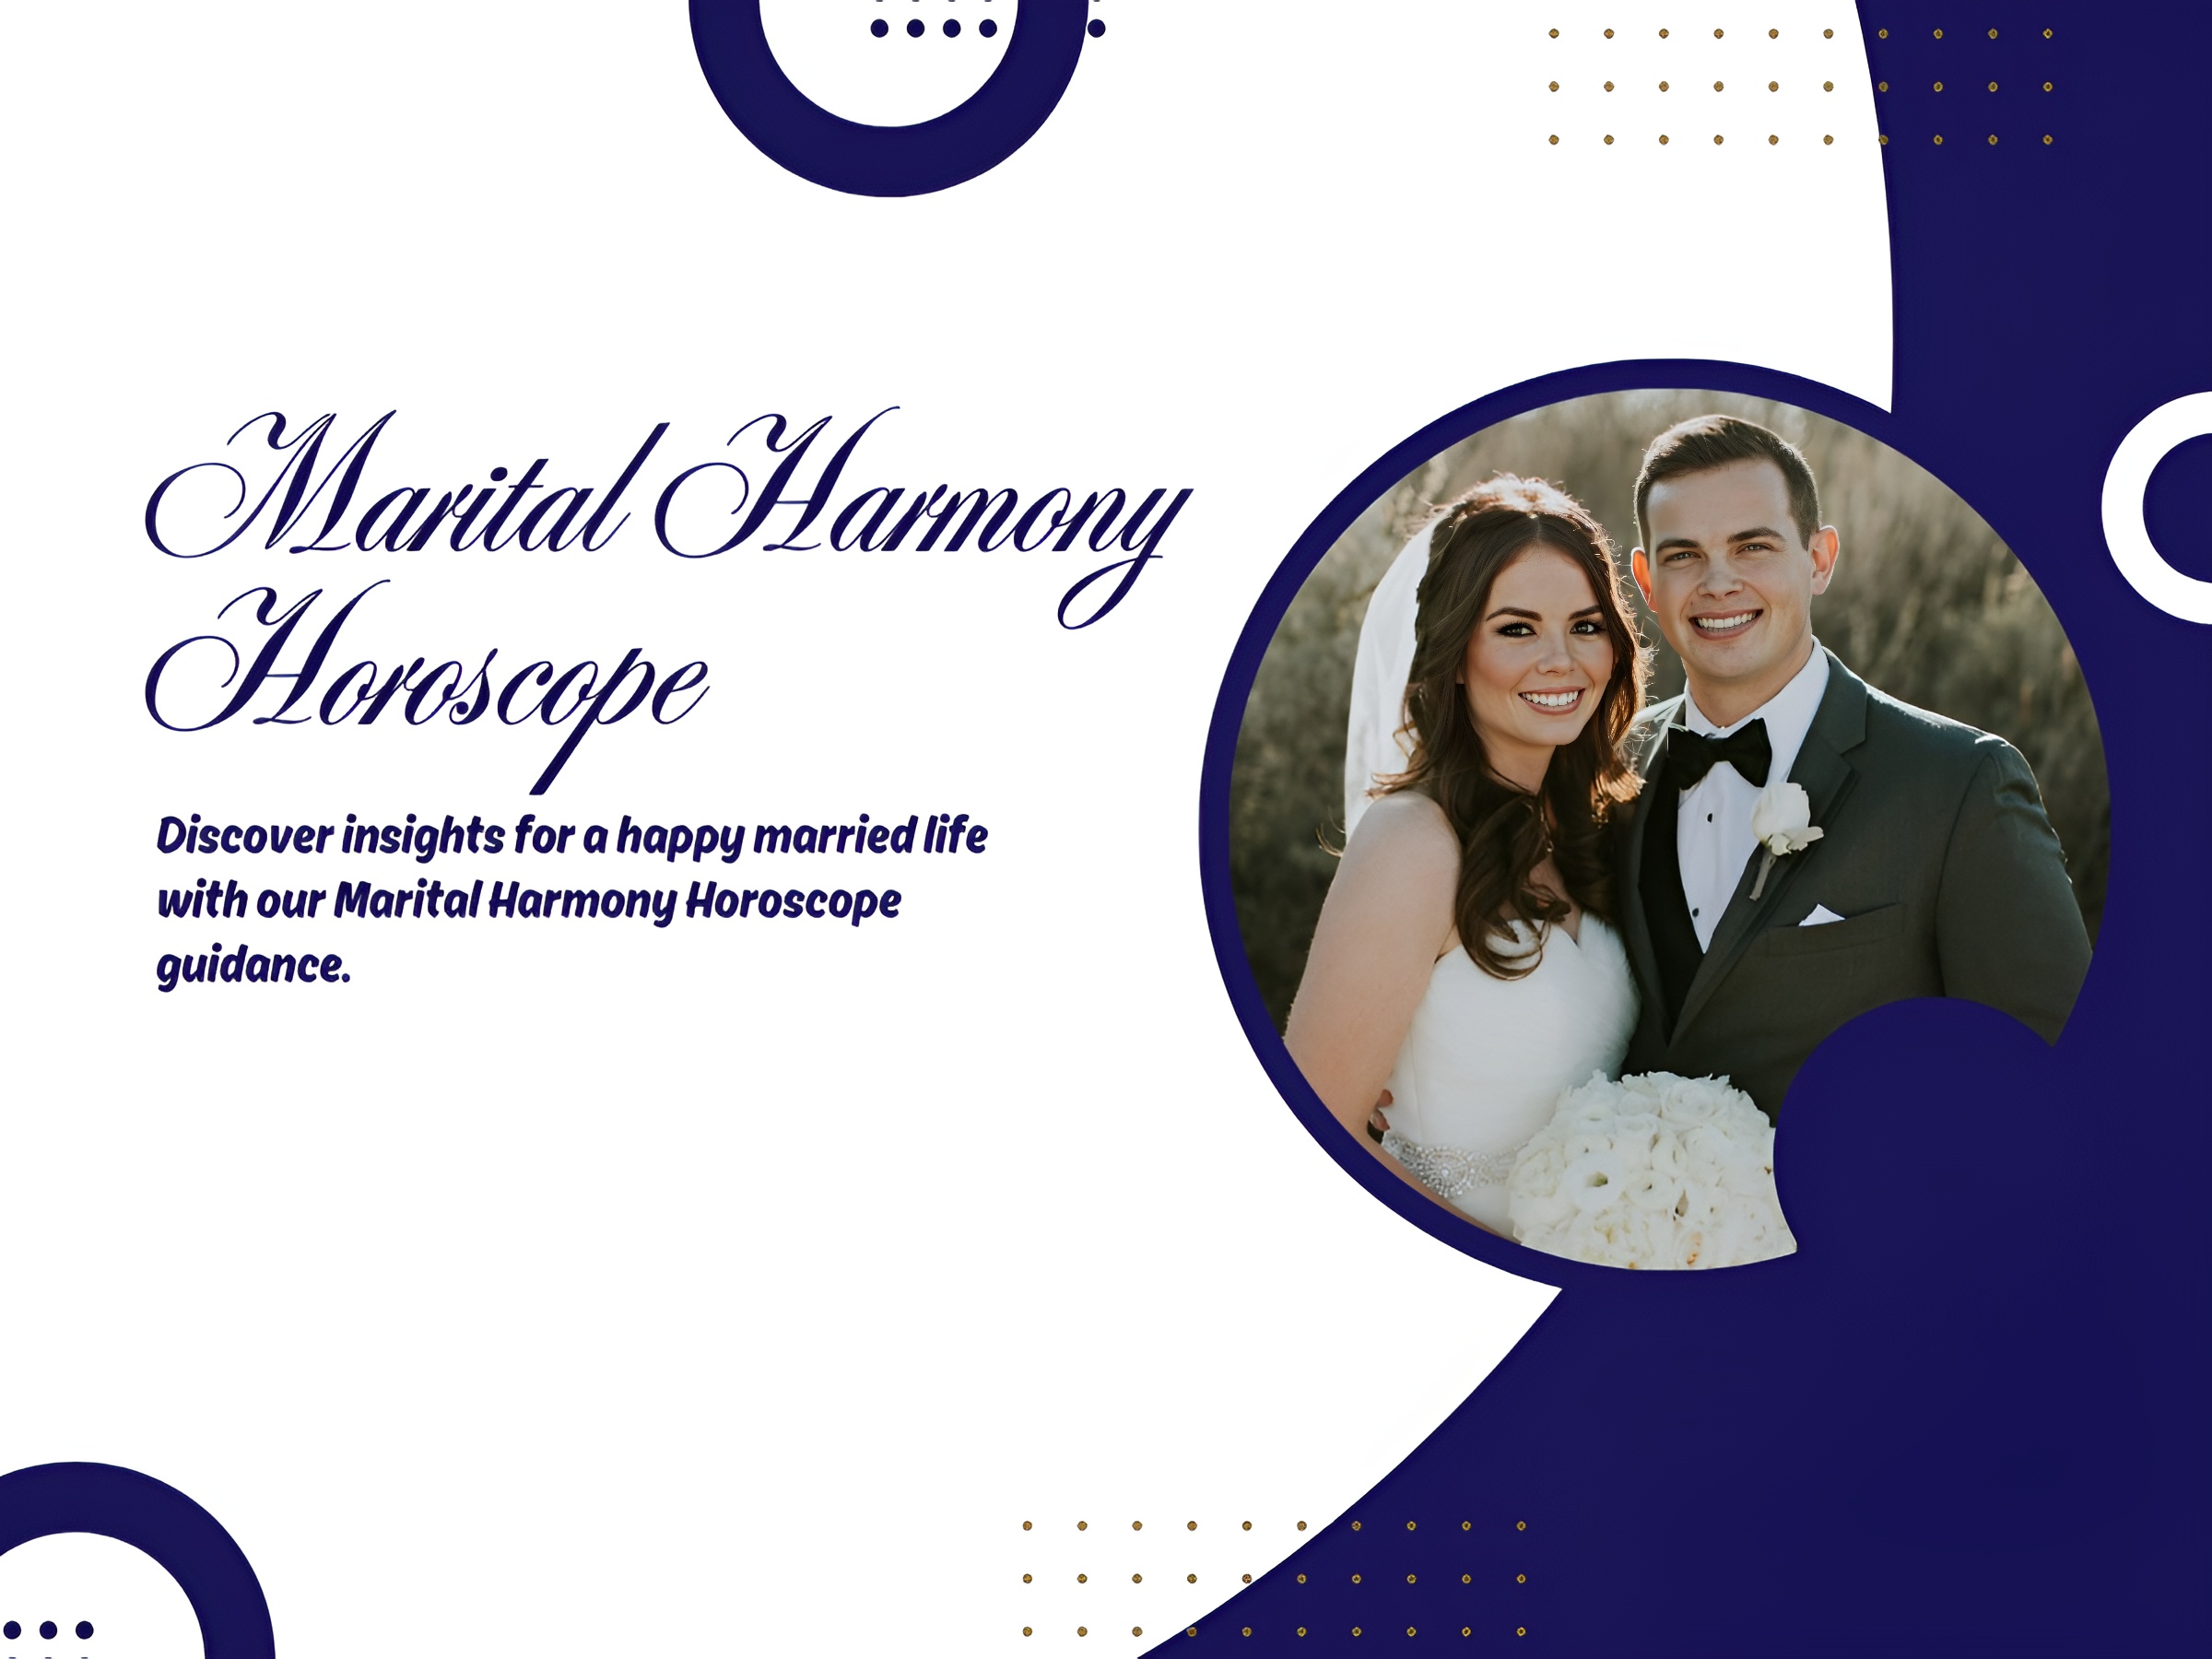 Marital Harmony
Horoscope
Discover insights for a happy married life
with our Marital Harmony Horoscope
guidance.